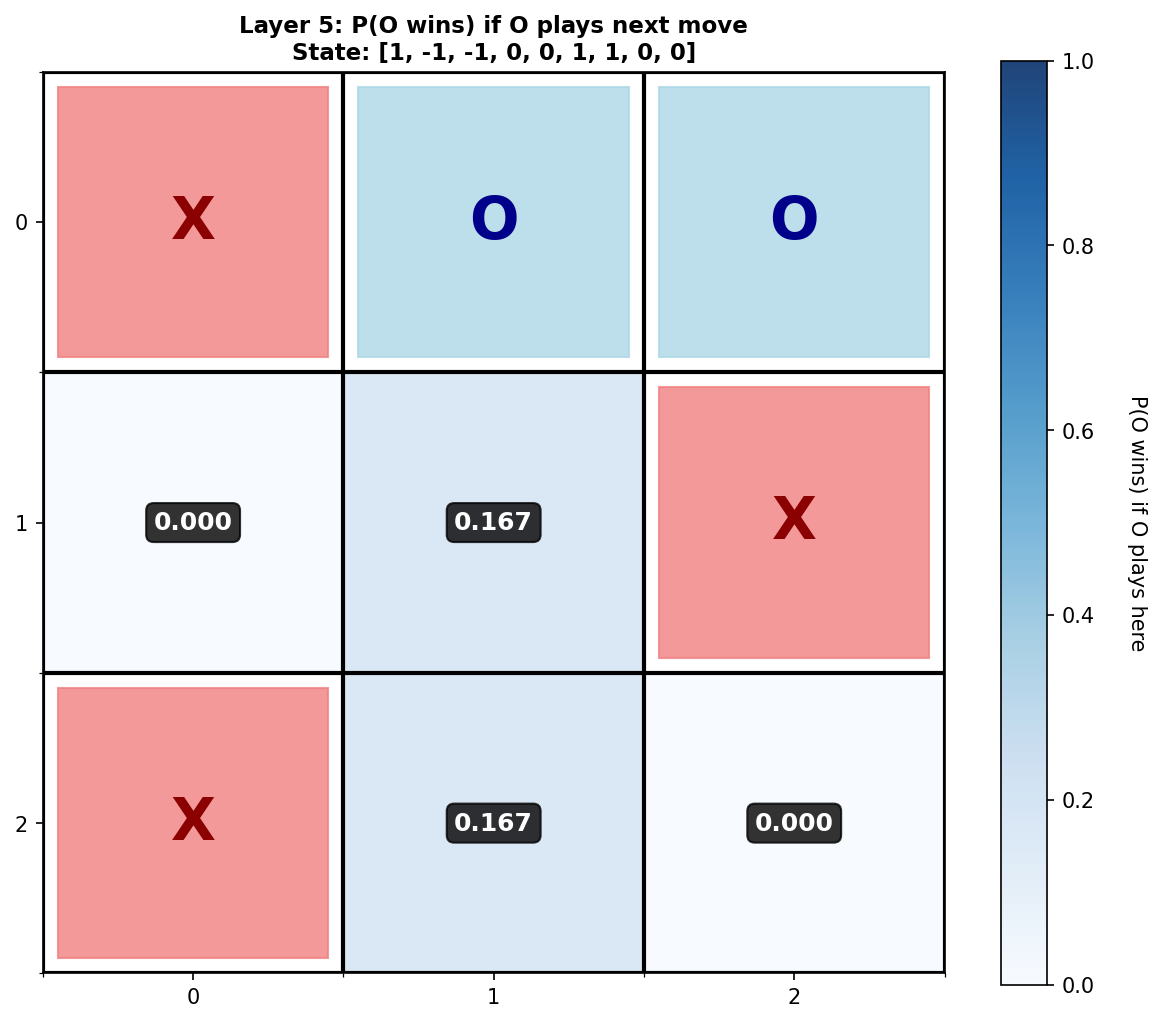 Layer 5: P(O wins) if O plays next move
State: [1, -1, -1, 0, 0, 1, 1, 0, 0]
0
X
O
O
1
0.000
0.167
X
2
X
0.167
0.000
0
1
2
1.0
0.8
0.6
0.4
0.2
0.0
P(O wins) if O plays here